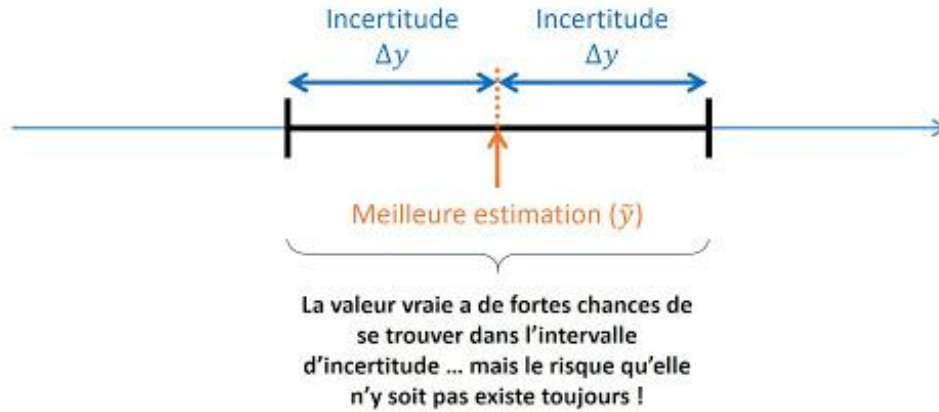 Incertitude Incertitude
Δy Δy
Meilleure estimation (ȳ)
La valeur vraie a de fortes chances de
se trouver dans l’intervalle
d’incertitude ... mais le risque qu’elle
n’y soit pas existe toujours !